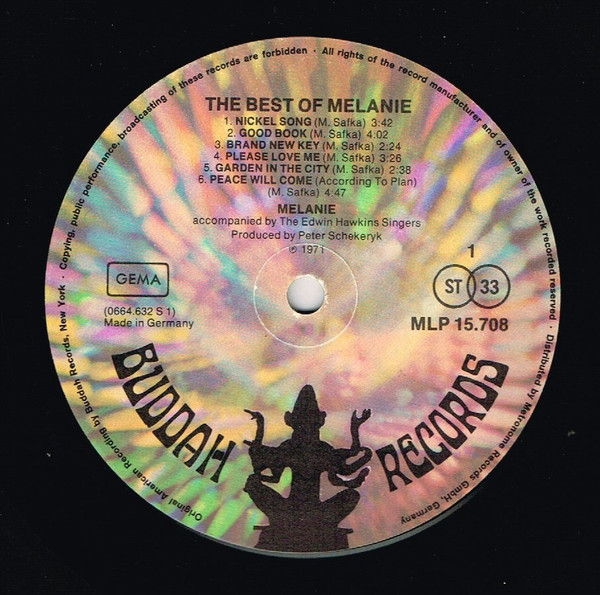 Original American Recording by Buddah Records, New York · Copying, public performance, broadcasting of these records are forbidden · All rights of the record manufacturer and of owner of the work recorded reserved · Distributed by Metronome Records GmbH, Germany
THE BEST OF MELANIE
1. NICKEL SONG (M. Safka) 3:42
2. GOOD BOOK (M. Safka) 4:02
3. BRAND NEW KEY (M. Safka) 2:24
4. PLEASE LOVE ME (M. Safka) 3:26
5. GARDEN IN THE CITY (M. Safka) 2:38
6. PEACE WILL COME (According To Plan)
(M. Safka) 4:47
MELANIE
accompanied by The Edwin Hawkins Singers
Produced by Peter Schekeryk
℗ 1971
GEMA
(0664.632 S 1)
Made in Germany
1
ST 33
MLP 15.708
BUDDAH RECORDS